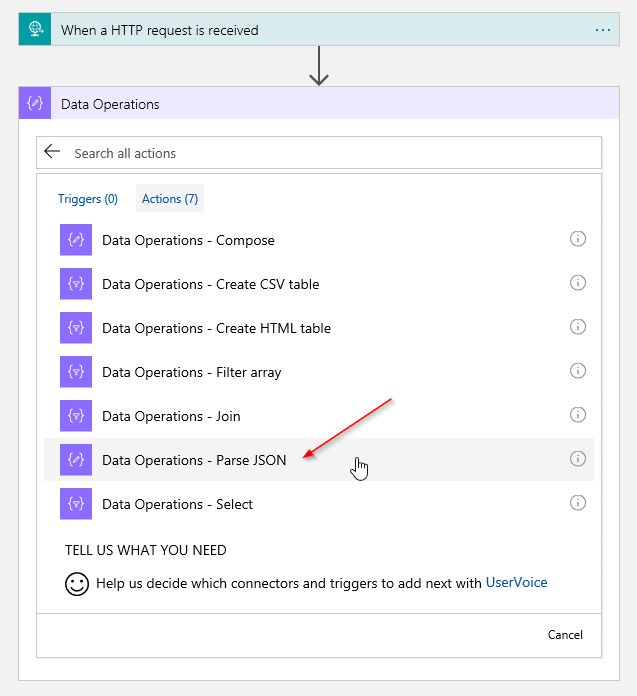 When a HTTP request is received
Data Operations
Search all actions
Triggers (0)
Actions (7)
Data Operations - Compose
Data Operations - Create CSV table
Data Operations - Create HTML table
Data Operations - Filter array
Data Operations - Join
Data Operations - Parse JSON
Data Operations - Select
TELL US WHAT YOU NEED
Help us decide which connectors and triggers to add next with UserVoice
Cancel